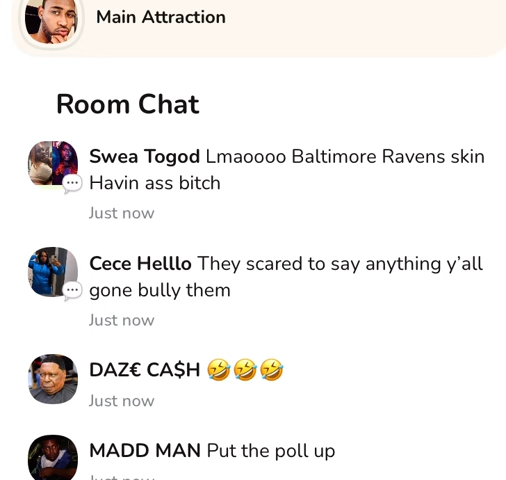 Main Attraction
Room Chat
Swea Togod Lmaoooo Baltimore Ravens skin
Havin ass bitch
Just now
Cece Helllo They scared to say anything y’all
gone bully them
Just now
DAZ€ CA$H 🤣🤣🤣
Just now
MADD MAN Put the poll up
Just now